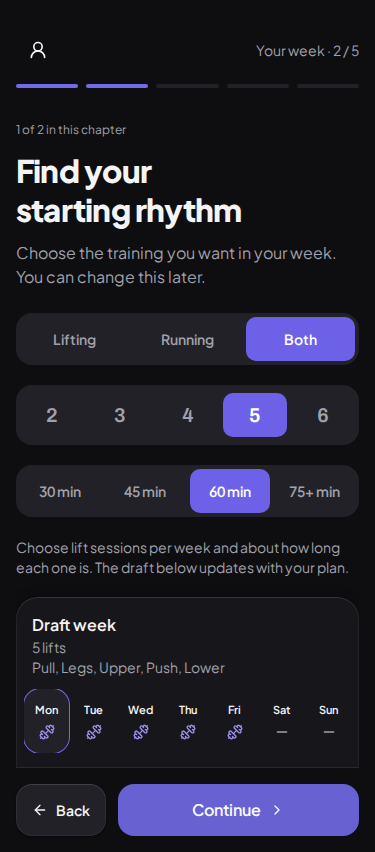 Your week · 2 / 5
1 of 2 in this chapter
Find your
starting rhythm
Choose the training you want in your week.
You can change this later.
Lifting Running Both
2 3 4 5 6
30 min 45 min 60 min 75+ min
Choose lift sessions per week and about how long
each one is. The draft below updates with your plan.
Draft week
5 lifts
Pull, Legs, Upper, Push, Lower
Mon Tue Wed Thu Fri Sat Sun
Back Continue